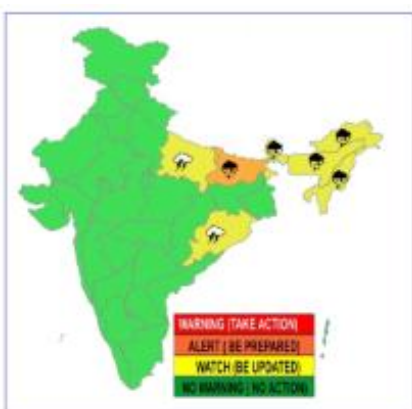 WARNING (TAKE ACTION)
ALERT ( BE PREPARED)
WATCH (BE UPDATED)
NO WARNING ( NO ACTION)